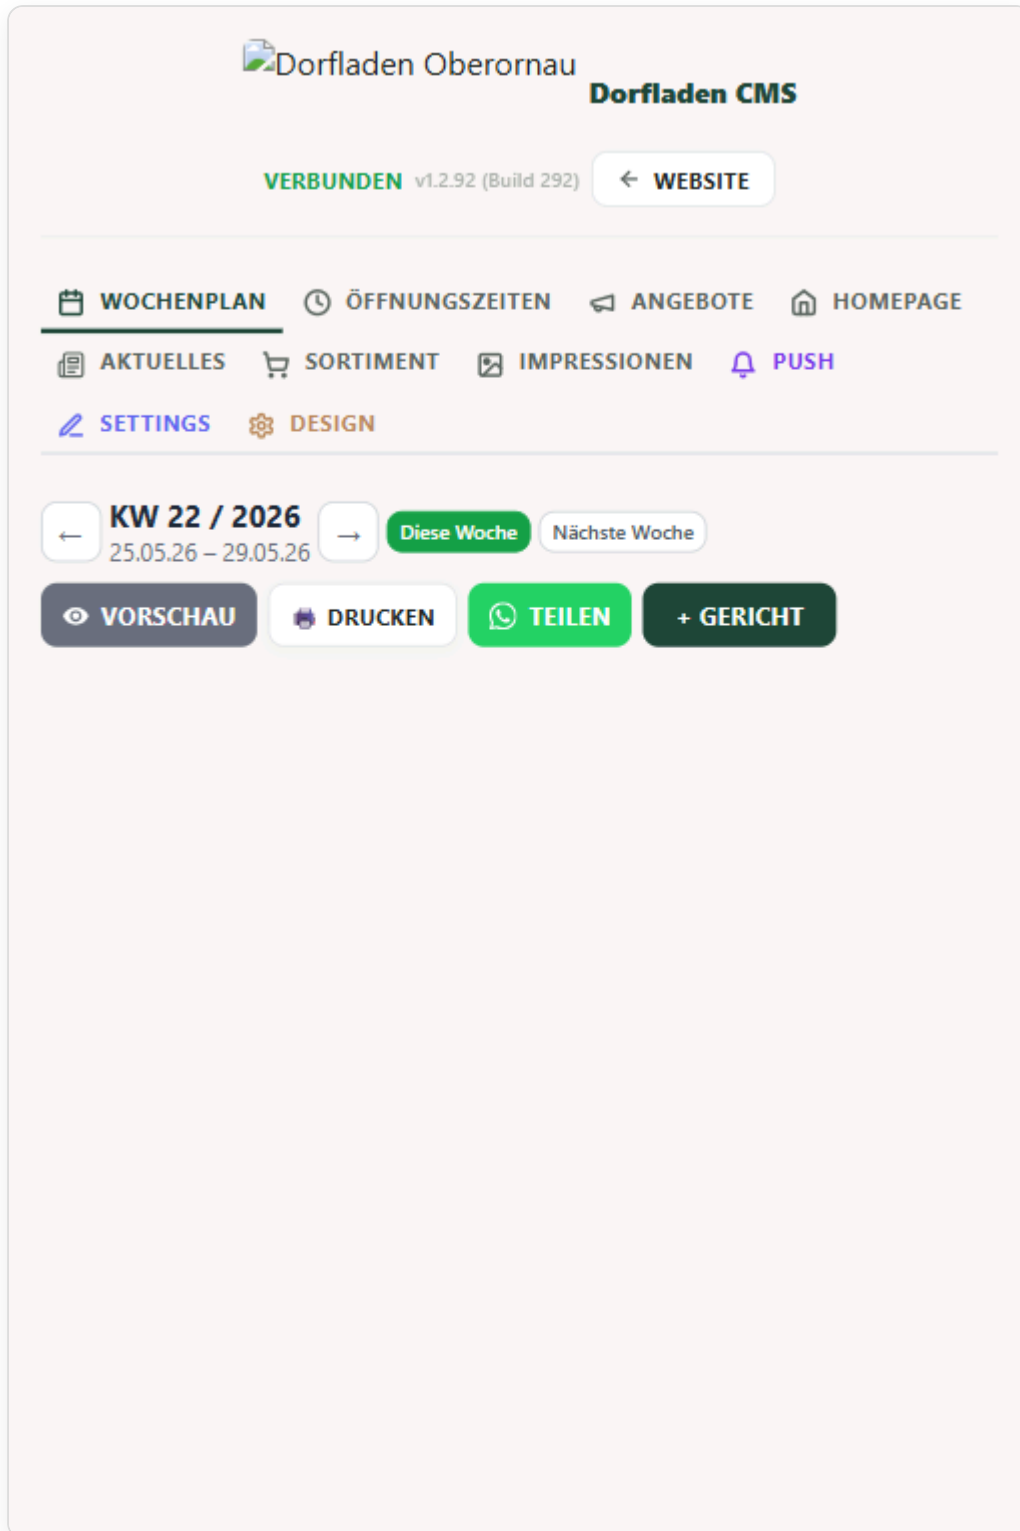 Dorfladen Oberornau
Dorfladen CMS
VERBUNDEN v1.2.92 (Build 292) ← WEBSITE
WOCHENPLAN ÖFFNUNGSZEITEN ANGEBOTE HOMEPAGE
AKTUELLES SORTIMENT IMPRESSIONEN PUSH
SETTINGS DESIGN
← KW 22 / 2026 → Diese Woche Nächste Woche
25.05.26 – 29.05.26
VORSCHAU DRUCKEN TEILEN + GERICHT